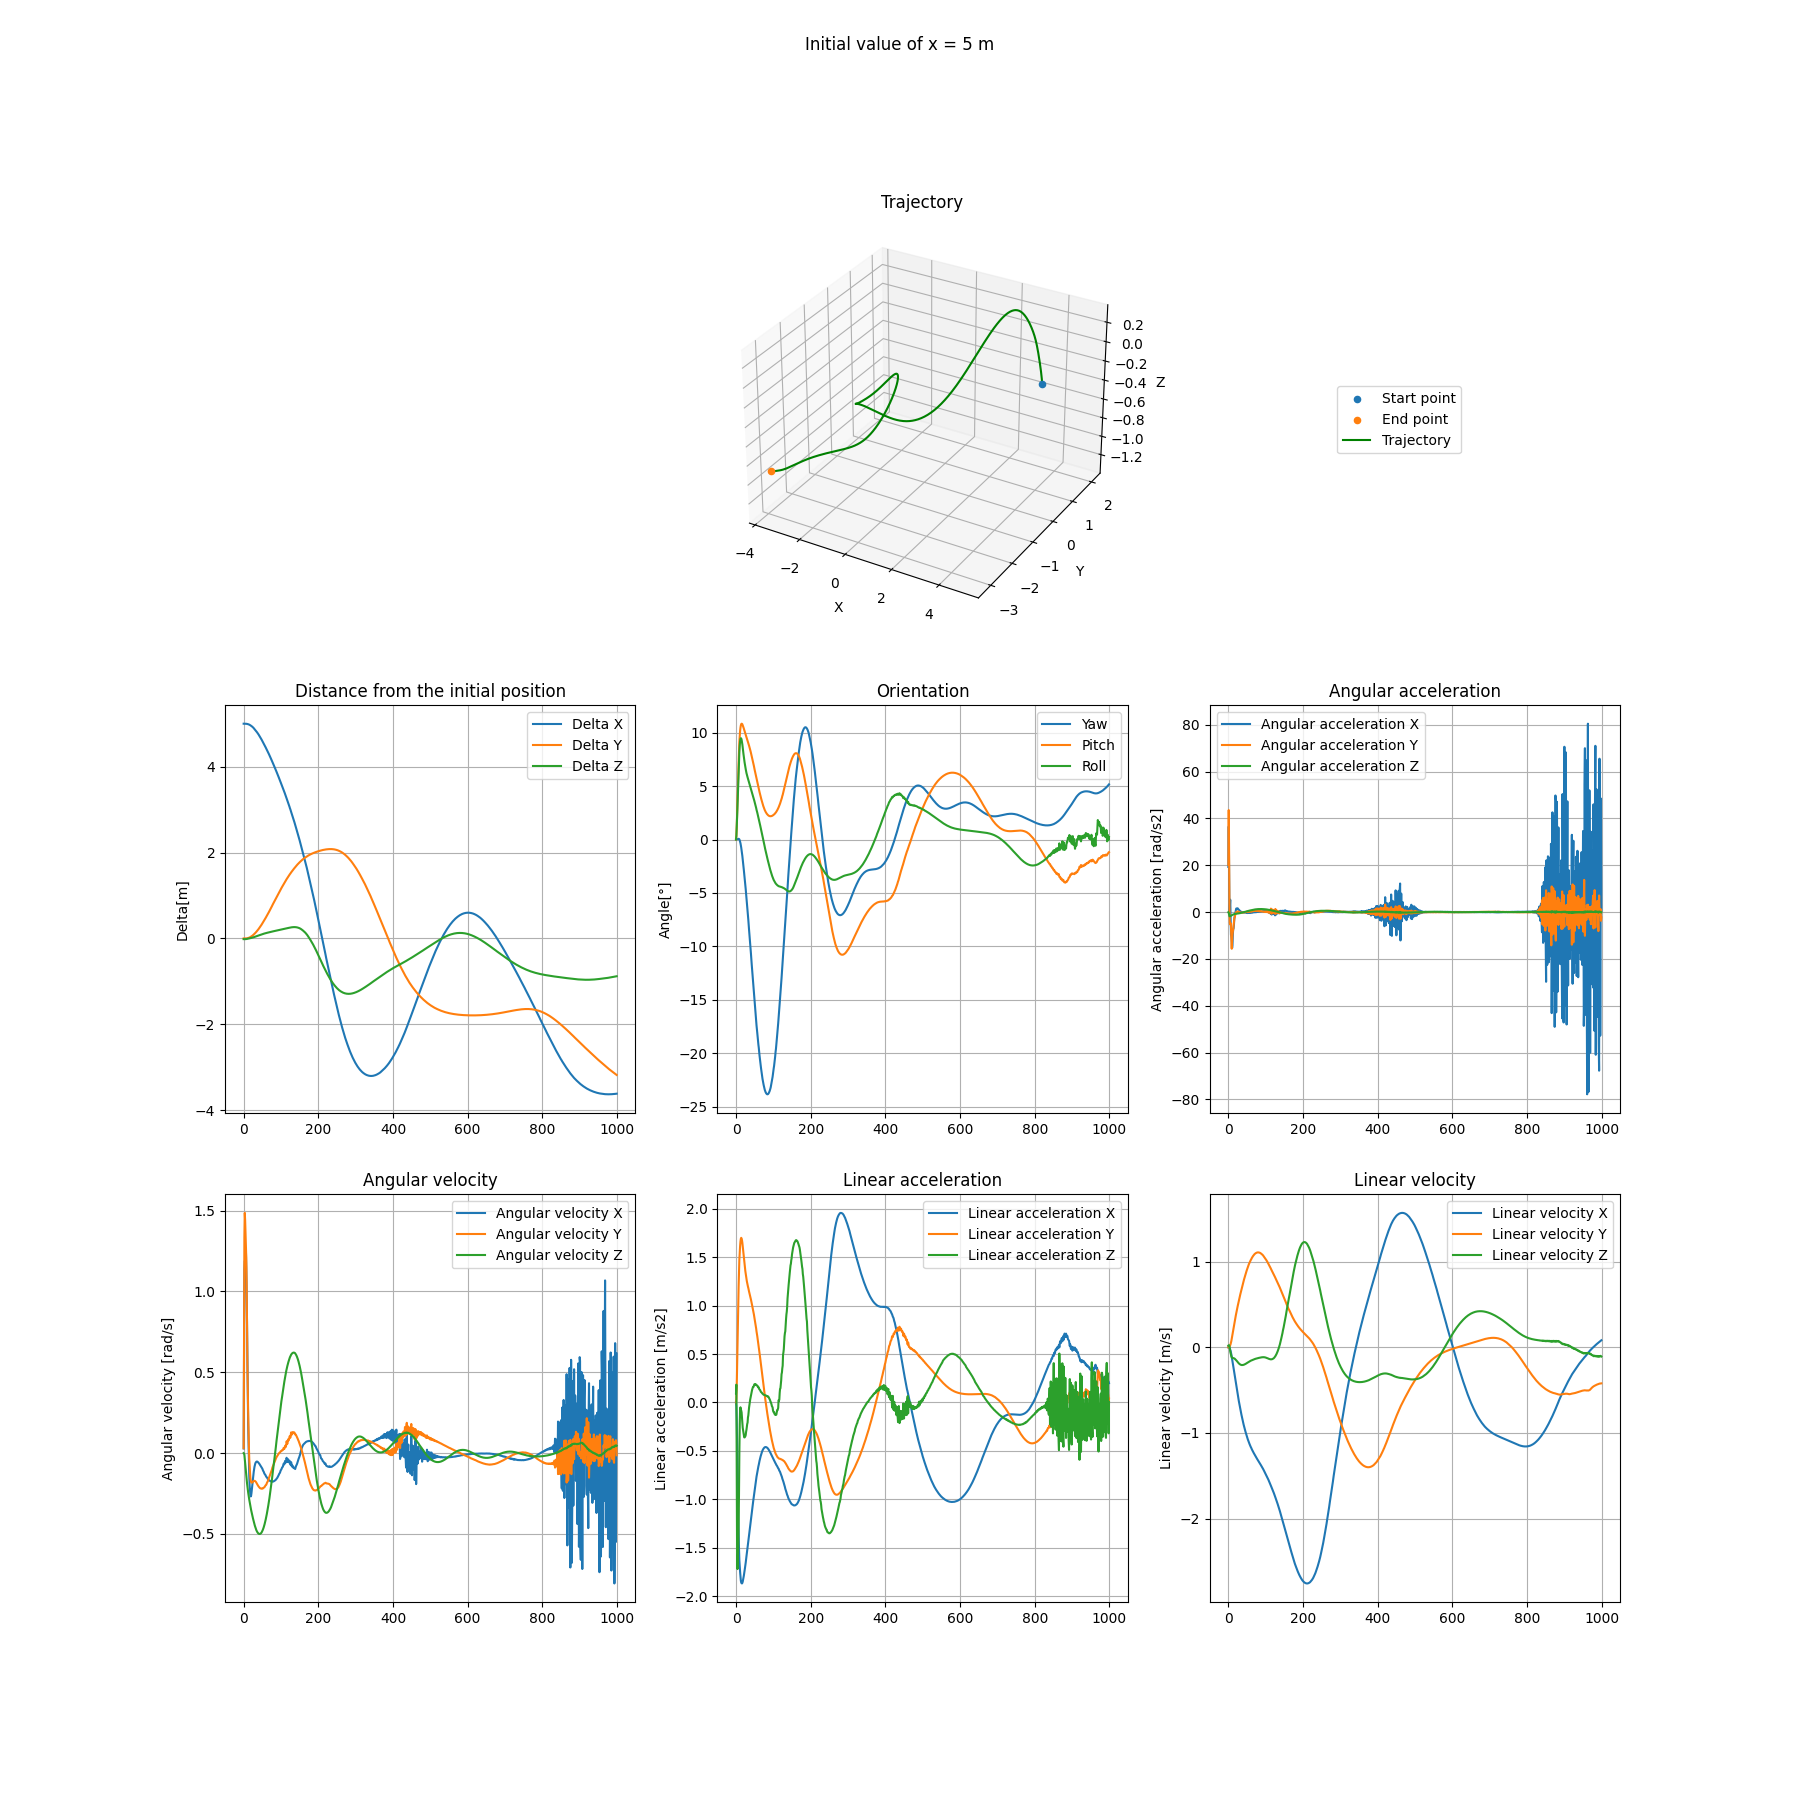 Initial value of x = 5 m
Trajectory
0.2
0.0
−0.2
−0.4
−0.6
−0.8
−1.0
−1.2
Z
2
1
0
−1
−2
−3
Y
−4
−2
0
2
4
X
Start point
End point
Trajectory
Distance from the initial position
Delta X
Delta Y
Delta Z
Delta[m]
4
2
0
−2
−4
0 200 400 600 800 1000
Orientation
Yaw
Pitch
Roll
Angle[°]
10
5
0
−5
−10
−15
−20
−25
0 200 400 600 800 1000
Angular acceleration
Angular acceleration X
Angular acceleration Y
Angular acceleration Z
Angular acceleration [rad/s2]
80
60
40
20
0
−20
−40
−60
−80
0 200 400 600 800 1000
Angular velocity
Angular velocity X
Angular velocity Y
Angular velocity Z
Angular velocity [rad/s]
1.5
1.0
0.5
0.0
−0.5
0 200 400 600 800 1000
Linear acceleration
Linear acceleration X
Linear acceleration Y
Linear acceleration Z
Linear acceleration [m/s2]
2.0
1.5
1.0
0.5
0.0
−0.5
−1.0
−1.5
−2.0
0 200 400 600 800 1000
Linear velocity
Linear velocity X
Linear velocity Y
Linear velocity Z
Linear velocity [m/s]
1
0
−1
−2
0 200 400 600 800 1000